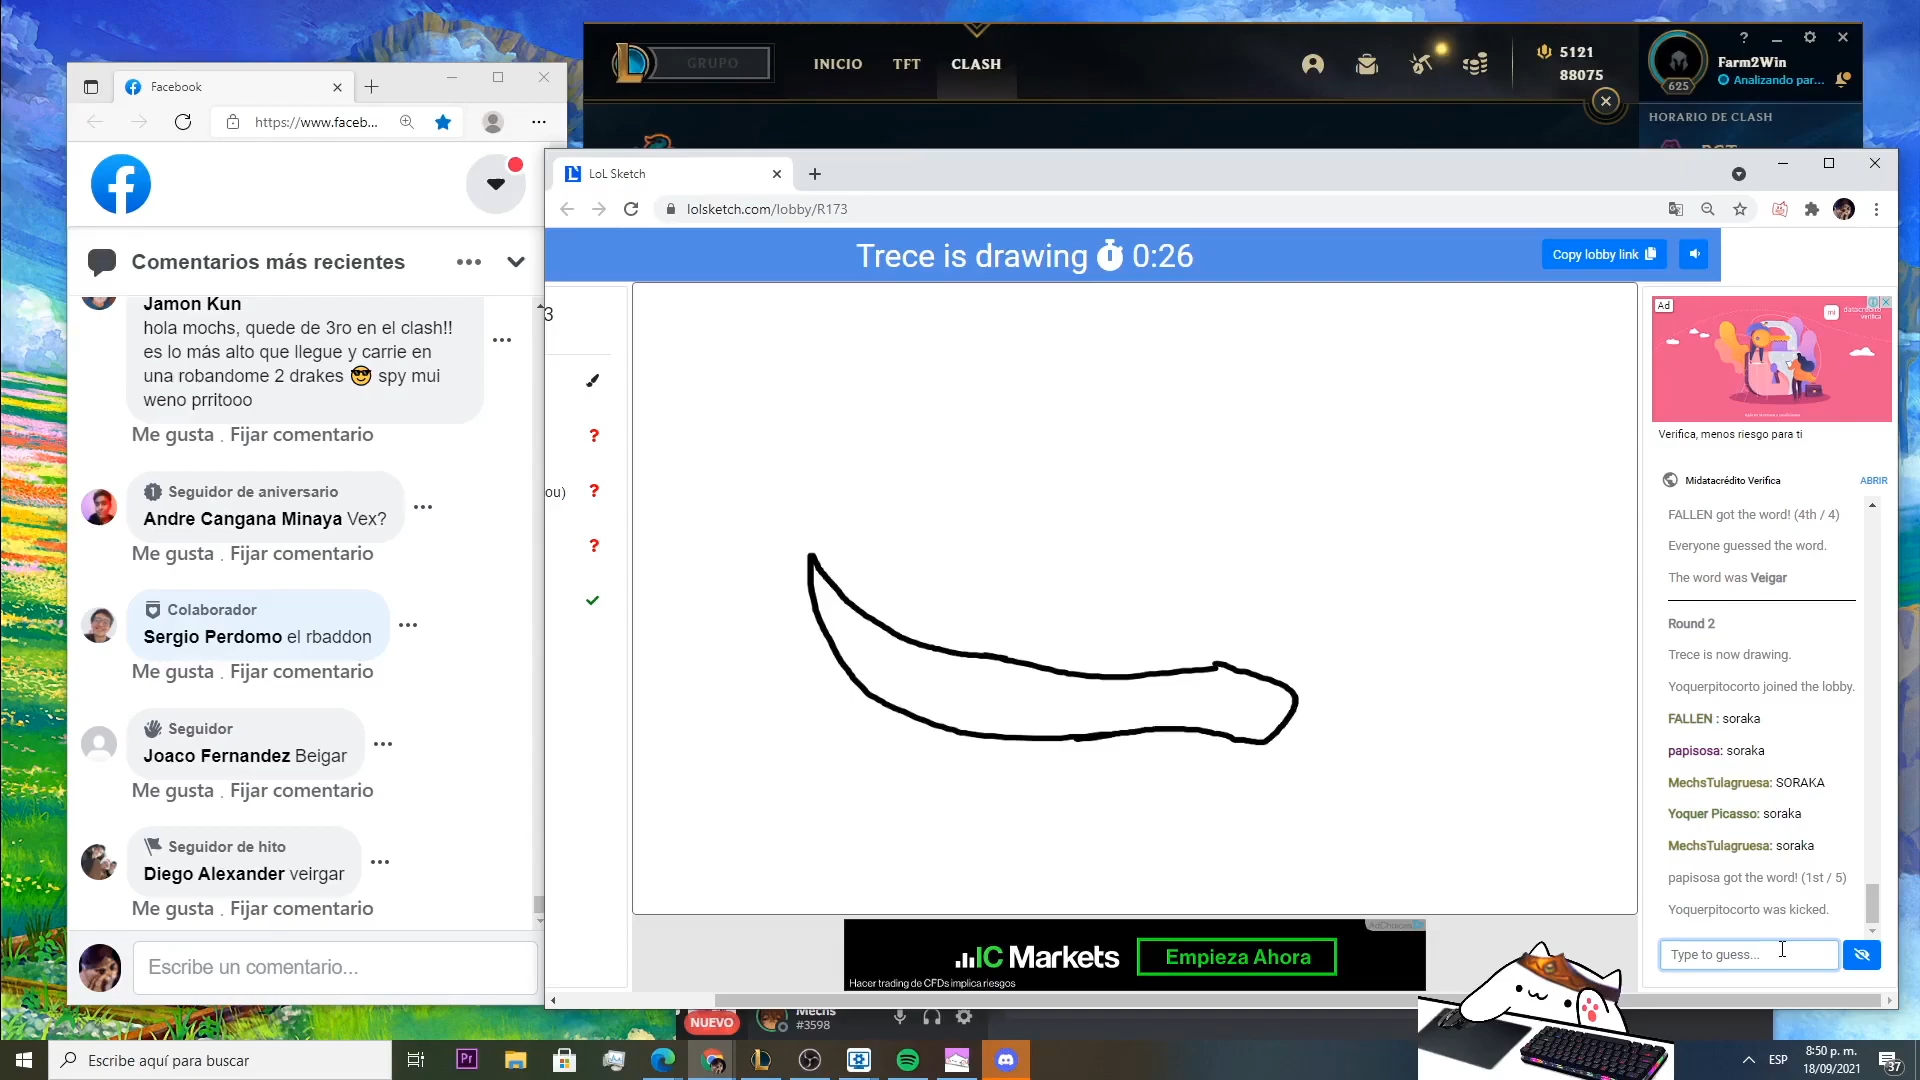 GRUPO
INICIO
TFT
CLASH
5121
88075
625
Farm2Win
Analizando par...
HORARIO DE CLASH
Facebook
https://www.faceb...
Comentarios más recientes
Jamon Kun
hola mochs, quede de 3ro en el clash!!
es lo más alto que llegue y carrie en
una robandome 2 drakes 😎 spy mui
weno prritooo
Me gusta . Fijar comentario
Seguidor de aniversario
Andre Cangana Minaya Vex?
Me gusta . Fijar comentario
Colaborador
Sergio Perdomo el rbaddon
Me gusta . Fijar comentario
Seguidor
Joaco Fernandez Beigar
Me gusta . Fijar comentario
Seguidor de hito
Diego Alexander veirgar
Me gusta . Fijar comentario
Escribe un comentario...
LoL Sketch
lolsketch.com/lobby/R173
Trece is drawing 0:26
Copy lobby link
3
ou)
?
?
?
Ad
datacrédito
verifica
Verifica, menos riesgo para ti
Midatacrédito Verifica
ABRIR
FALLEN got the word! (4th / 4)
Everyone guessed the word.
The word was Veigar
Round 2
Trece is now drawing.
Yoquerpitocorto joined the lobby.
FALLEN : soraka
papisosa: soraka
MechsTulagruesa: SORAKA
Yoquer Picasso: soraka
MechsTulagruesa: soraka
papisosa got the word! (1st / 5)
Yoquerpitocorto was kicked.
Type to guess...
IC Markets
Empieza Ahora
Hacer trading de CFDs implica riesgos
AdChoices
NUEVO
Mechs
#3598
Escribe aquí para buscar
Pr
ESP
8:50 p. m.
18/09/2021
37